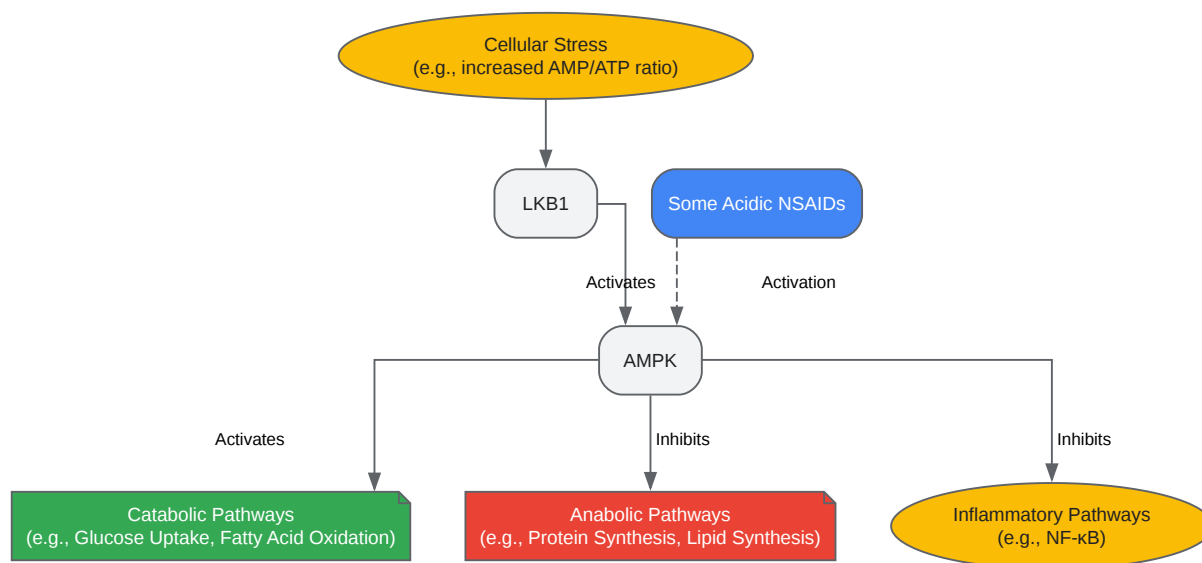 Cellular Stress
(e.g., increased AMP/ATP ratio)
LKB1
Some Acidic NSAIDs
Activates
Activation
AMPK
Activates
Inhibits
Inhibits
Catabolic Pathways
(e.g., Glucose Uptake, Fatty Acid Oxidation)
Anabolic Pathways
(e.g., Protein Synthesis, Lipid Synthesis)
Inflammatory Pathways
(e.g., NF-κB)